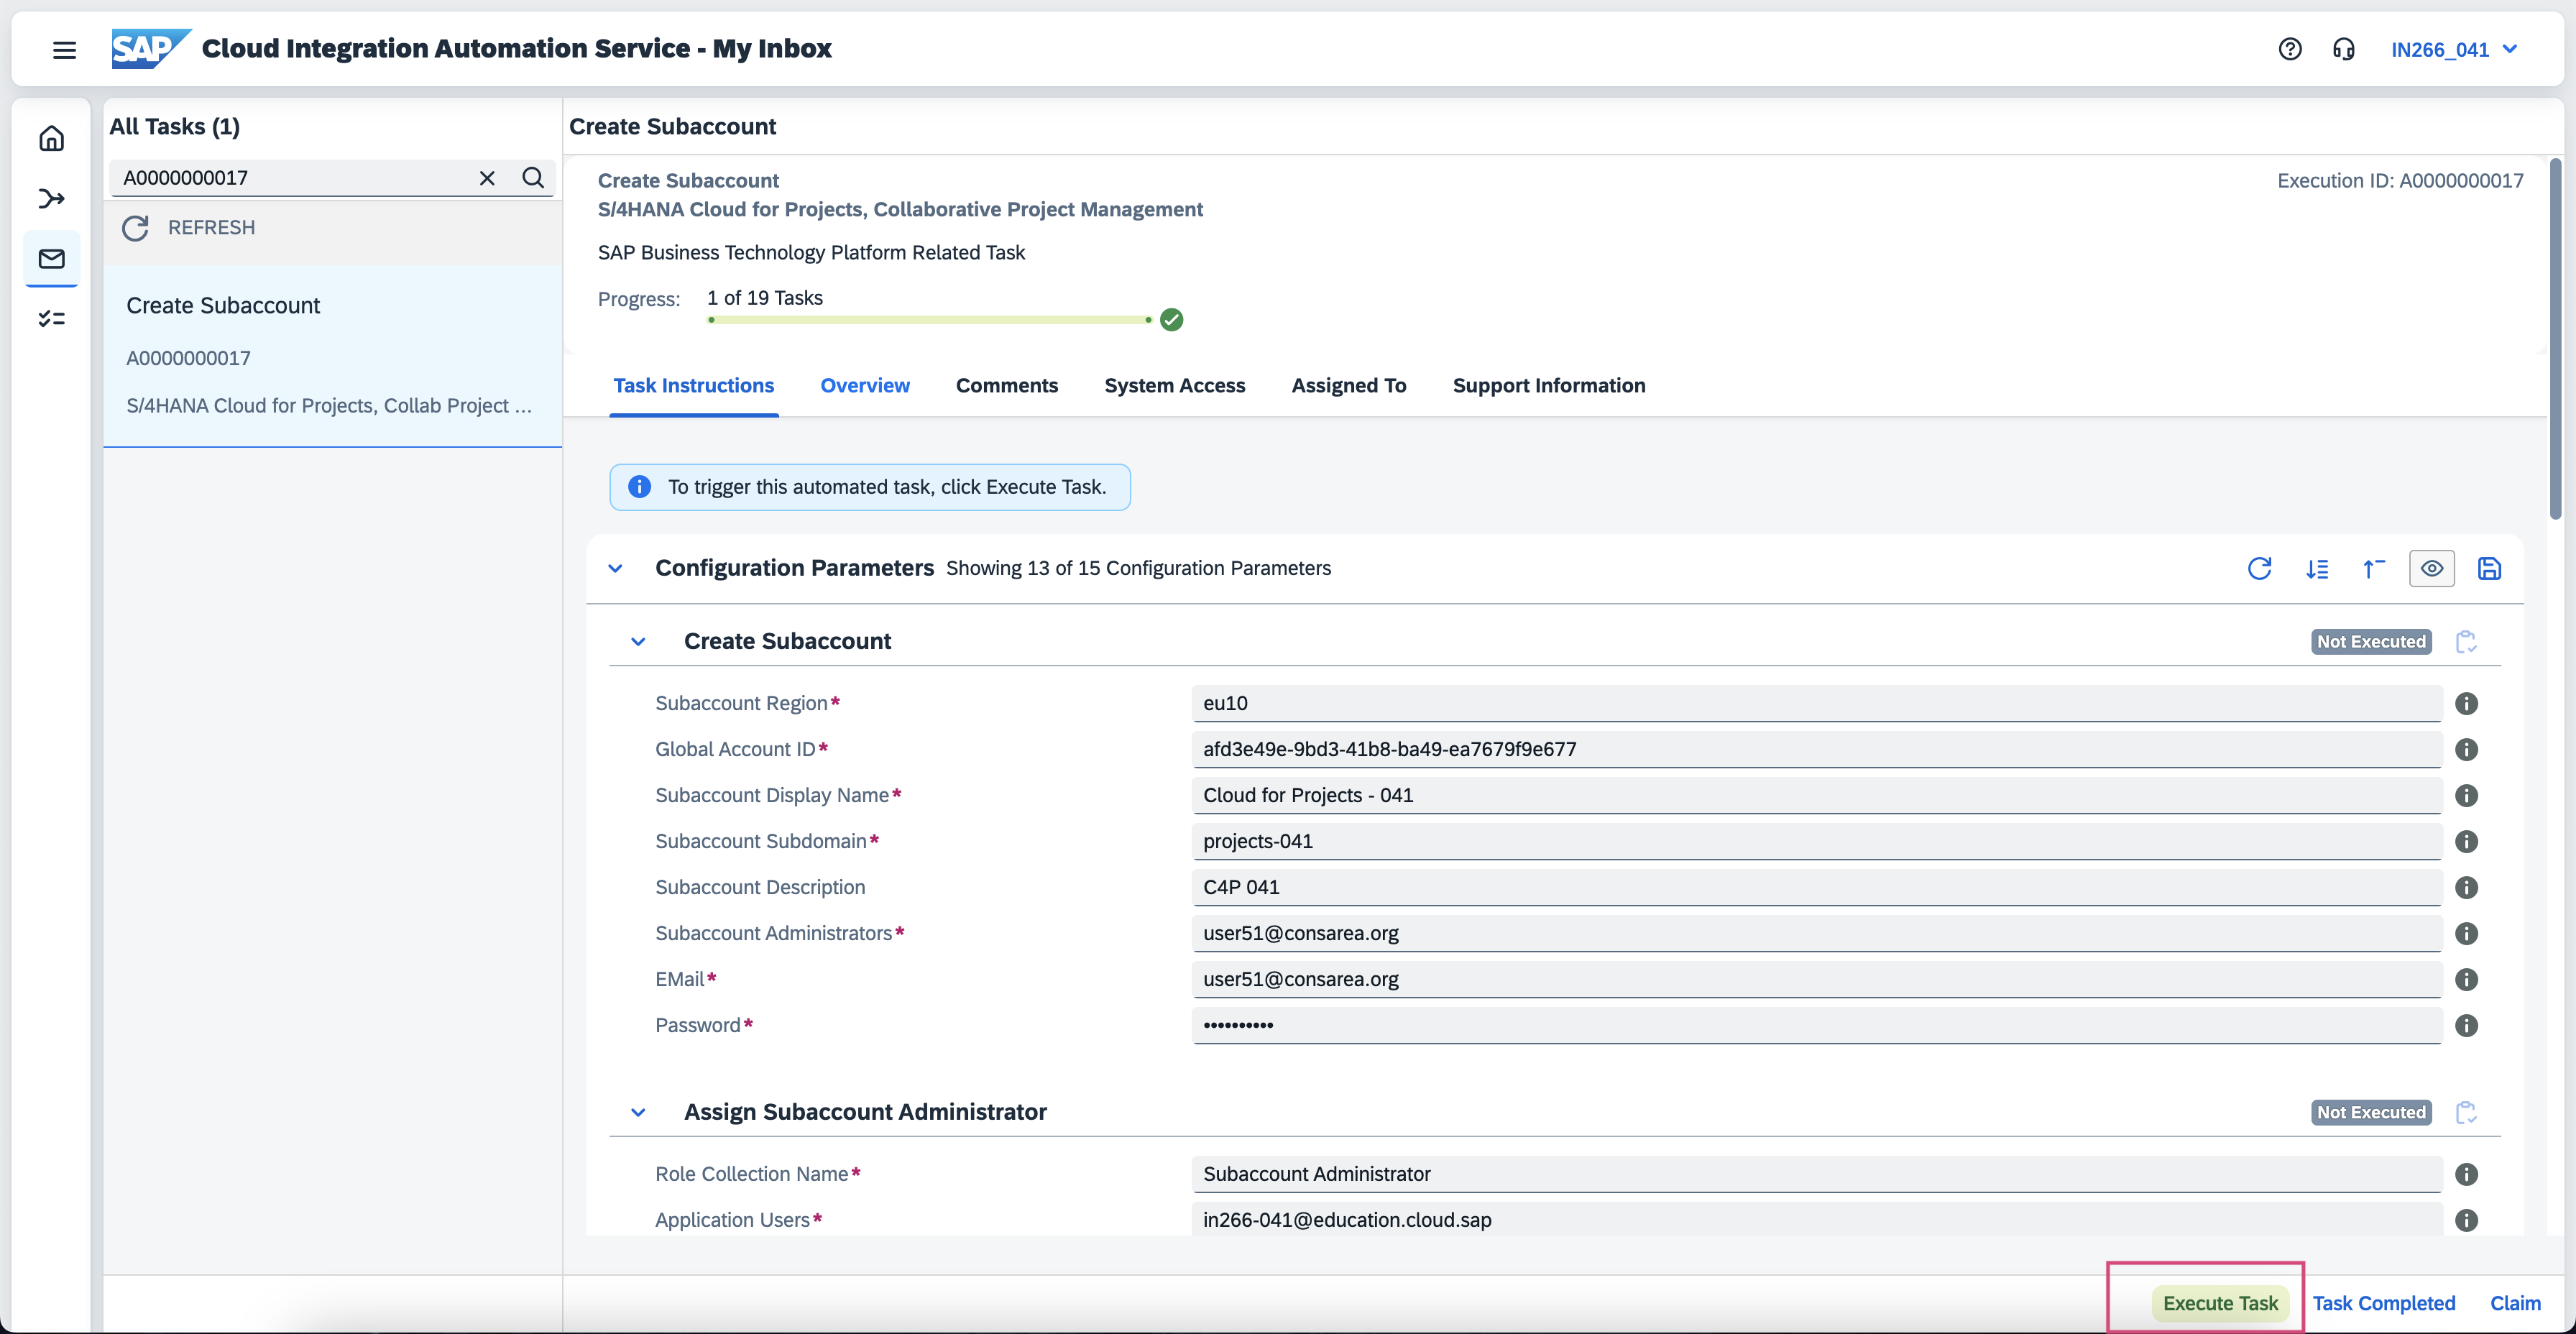 SAP Cloud Integration Automation Service - My Inbox
IN266_041
All Tasks (1)
A0000000017
REFRESH
Create Subaccount
A0000000017
S/4HANA Cloud for Projects, Collab Project ...
Create Subaccount
Create Subaccount
Execution ID: A0000000017
S/4HANA Cloud for Projects, Collaborative Project Management
SAP Business Technology Platform Related Task
Progress: 1 of 19 Tasks
Task Instructions Overview Comments System Access Assigned To Support Information
To trigger this automated task, click Execute Task.
Configuration Parameters Showing 13 of 15 Configuration Parameters
Create Subaccount Not Executed
Subaccount Region* eu10
Global Account ID* afd3e49e-9bd3-41b8-ba49-ea7679f9e677
Subaccount Display Name* Cloud for Projects - 041
Subaccount Subdomain* projects-041
Subaccount Description C4P 041
Subaccount Administrators* user51@consarea.org
EMail* user51@consarea.org
Password* ••••••••••
Assign Subaccount Administrator Not Executed
Role Collection Name* Subaccount Administrator
Application Users* in266-041@education.cloud.sap
Execute Task Task Completed Claim